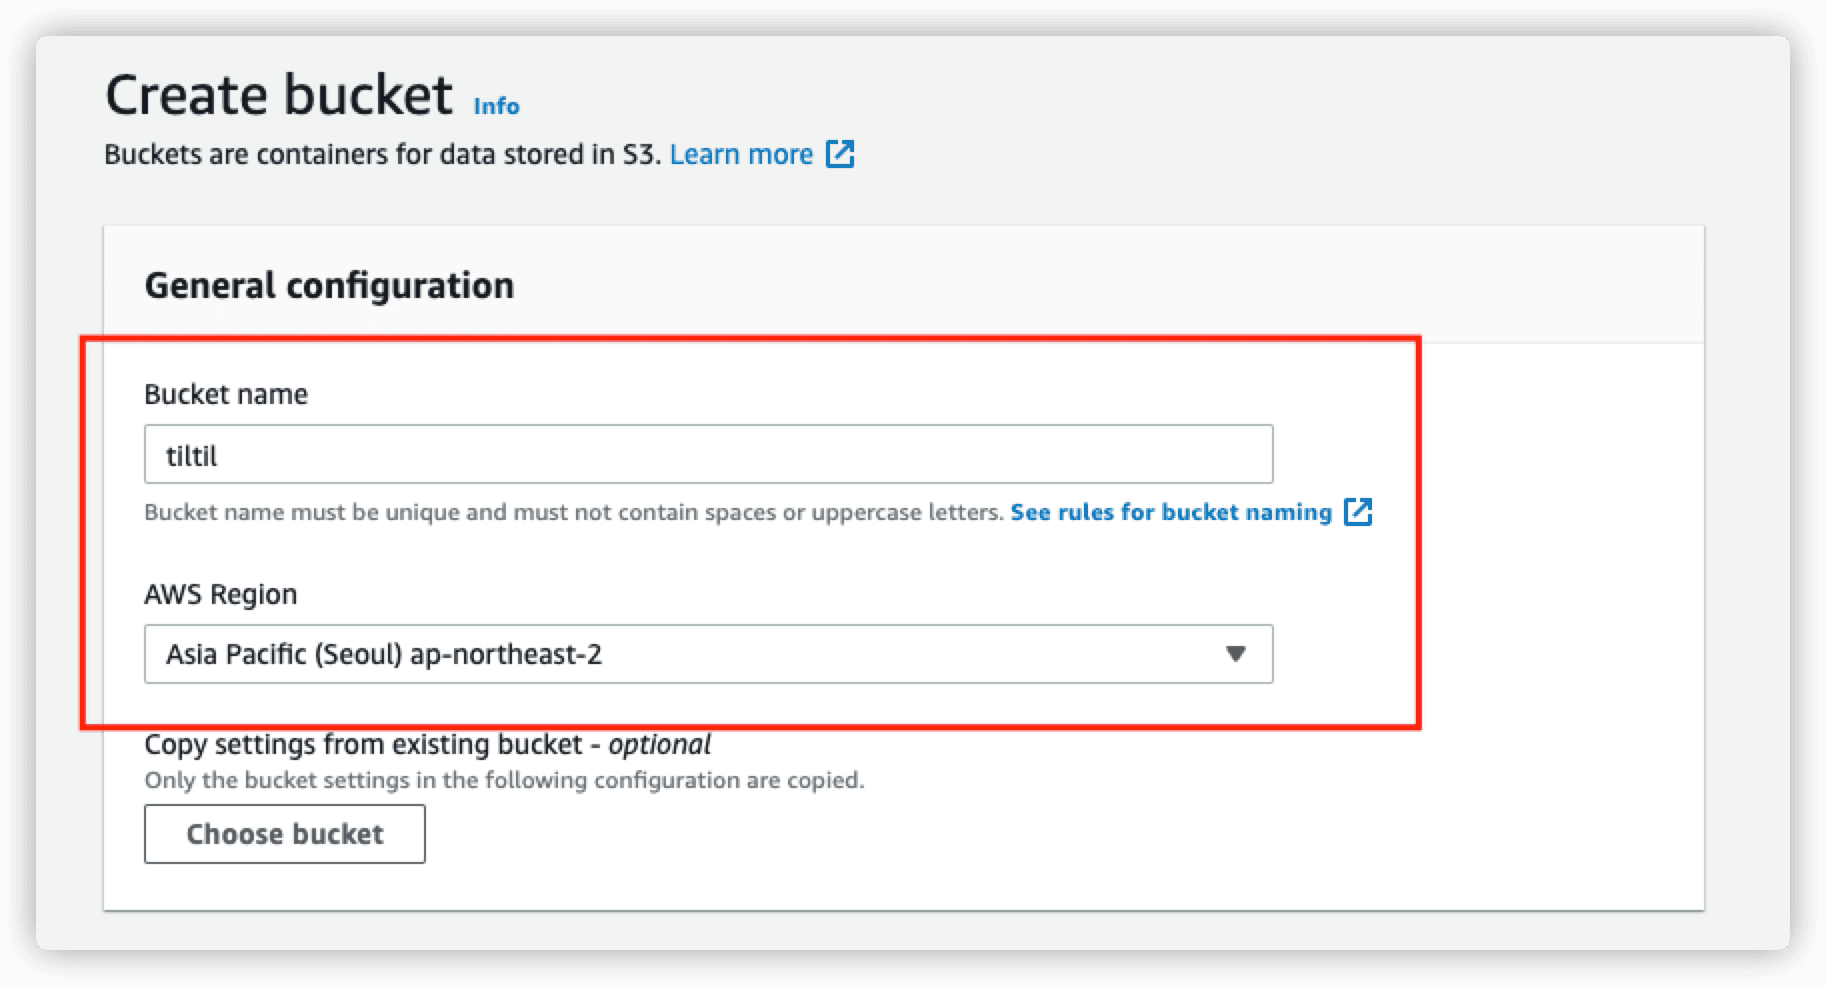 Create bucket Info
Buckets are containers for data stored in S3. Learn more
General configuration
Bucket name
tiltil
Bucket name must be unique and must not contain spaces or uppercase letters. See rules for bucket naming
AWS Region
Asia Pacific (Seoul) ap-northeast-2
Copy settings from existing bucket - optional
Only the bucket settings in the following configuration are copied.
Choose bucket